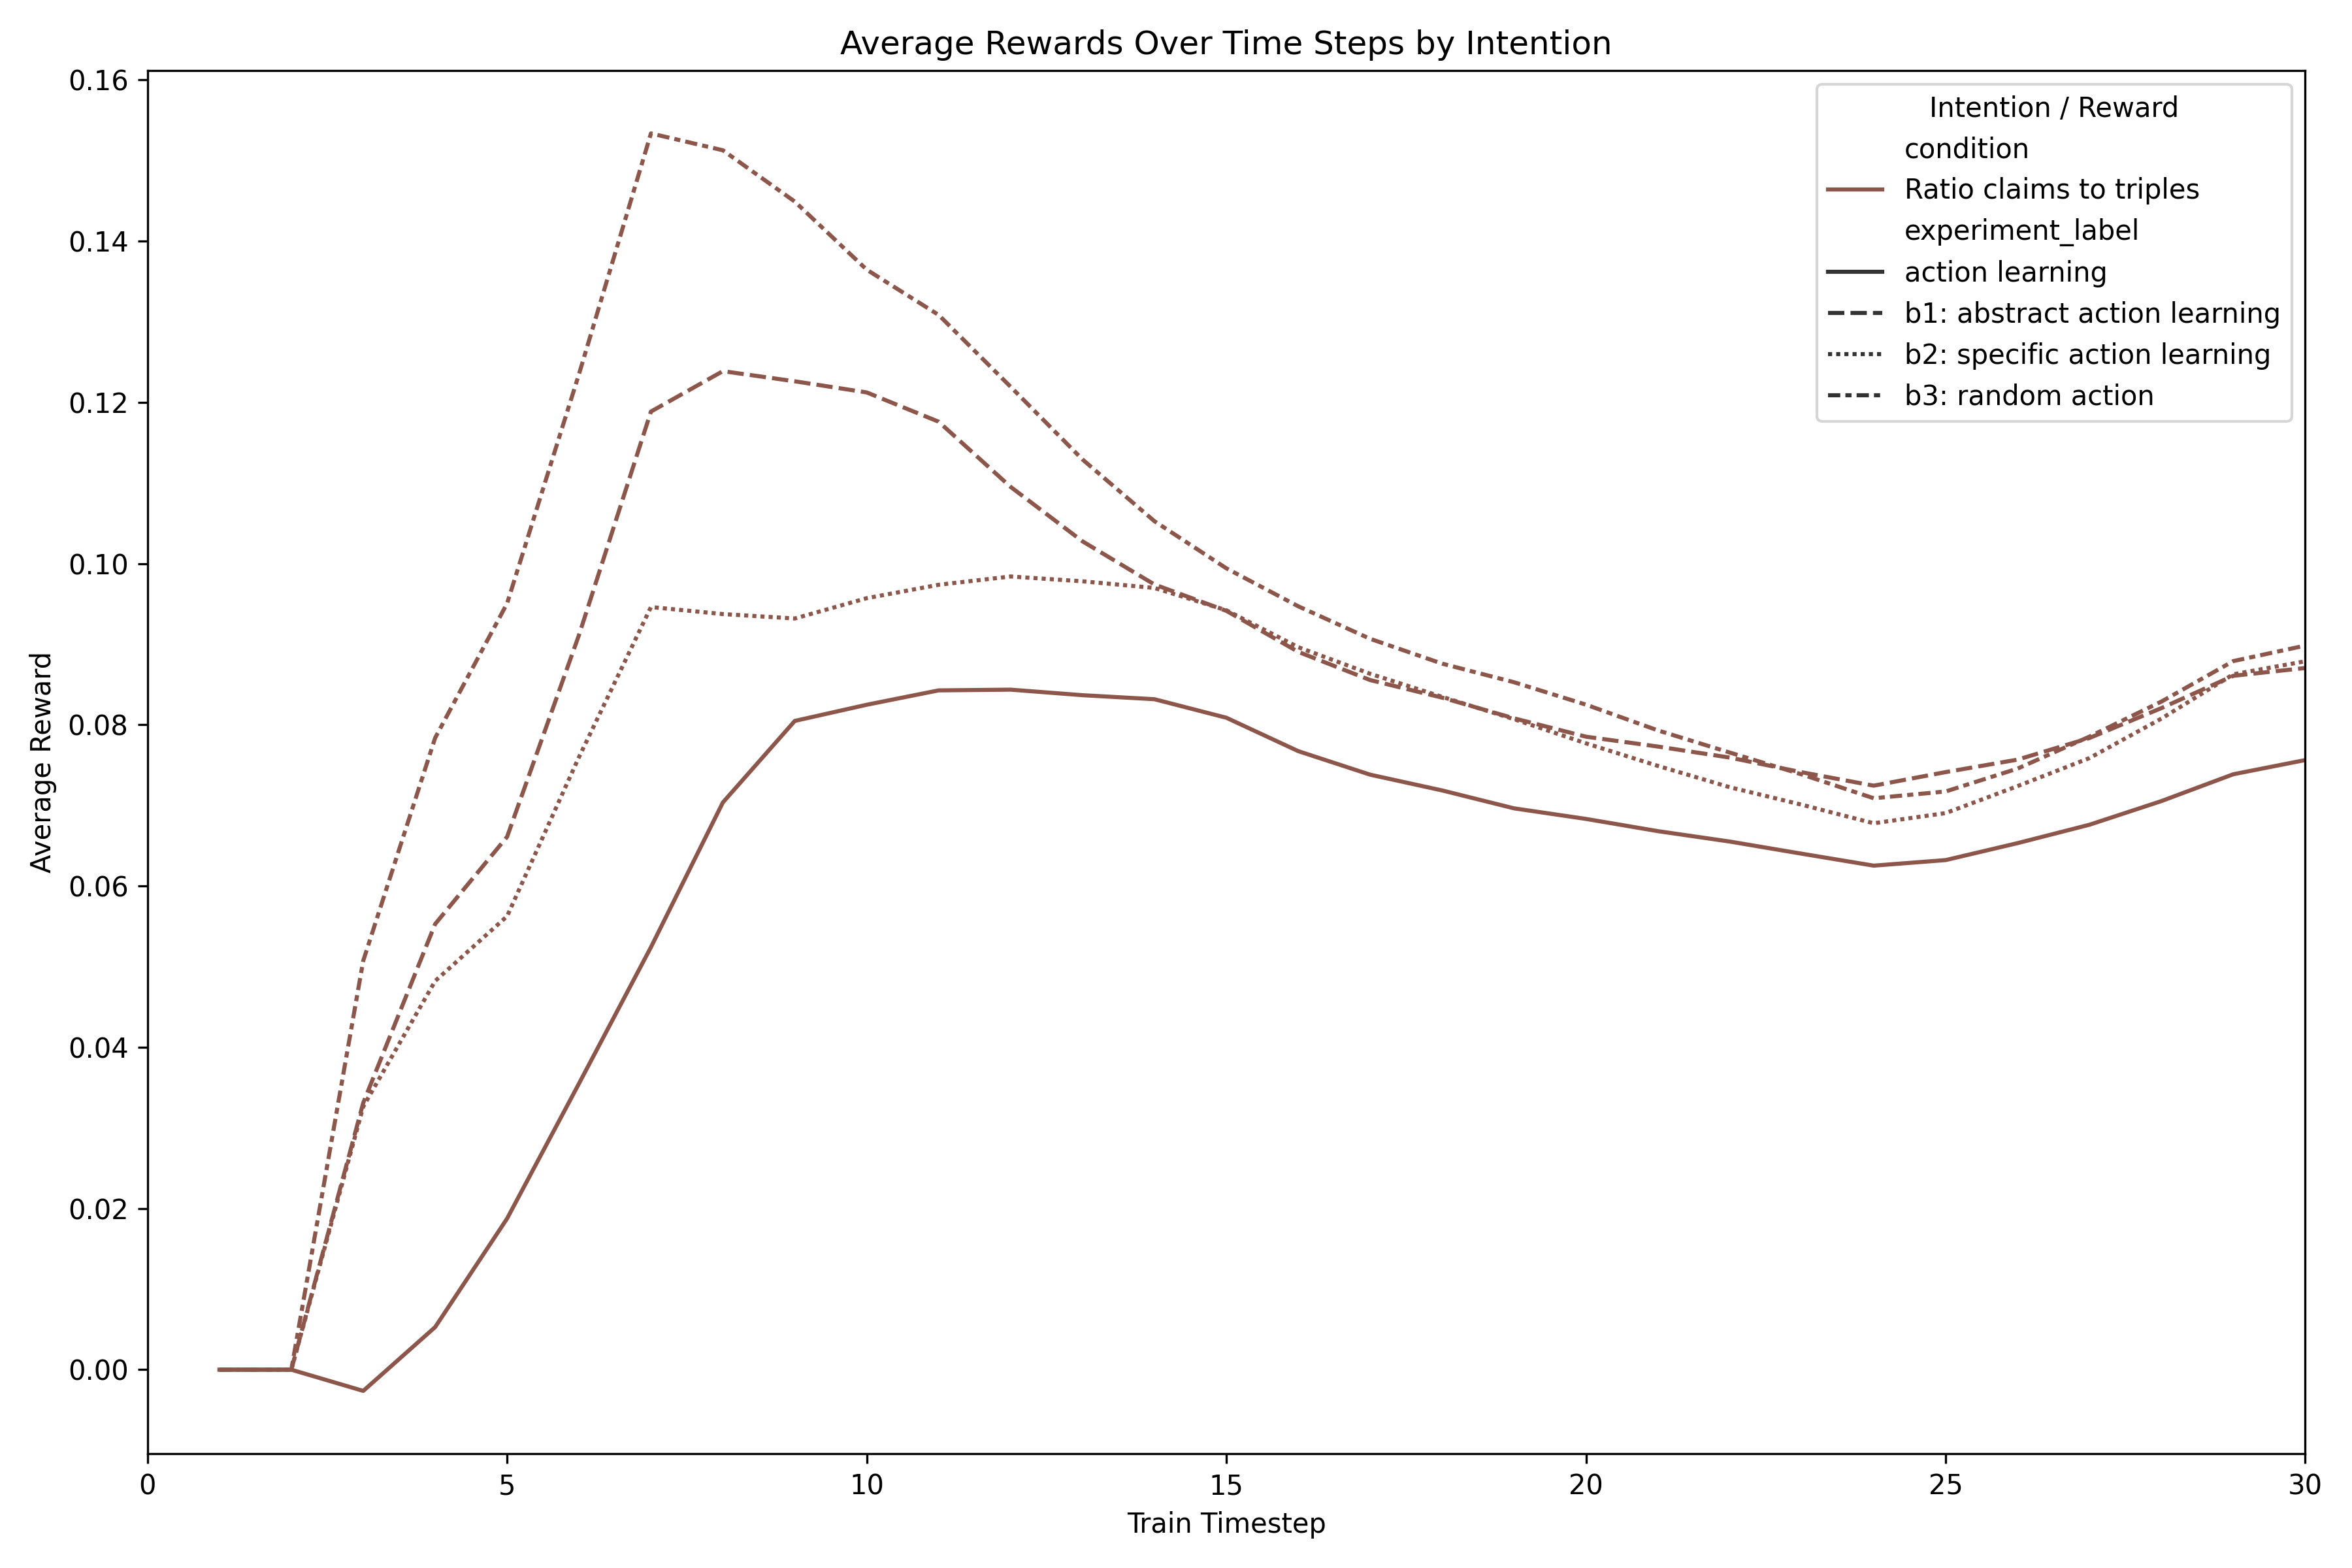 Average Rewards Over Time Steps by Intention
0.16
0.14
0.12
0.10
0.08
0.06
0.04
0.02
0.00
Average Reward
Intention / Reward
condition
Ratio claims to triples
experiment_label
action learning
b1: abstract action learning
b2: specific action learning
b3: random action
0 5 10 15 20 25 30
Train Timestep